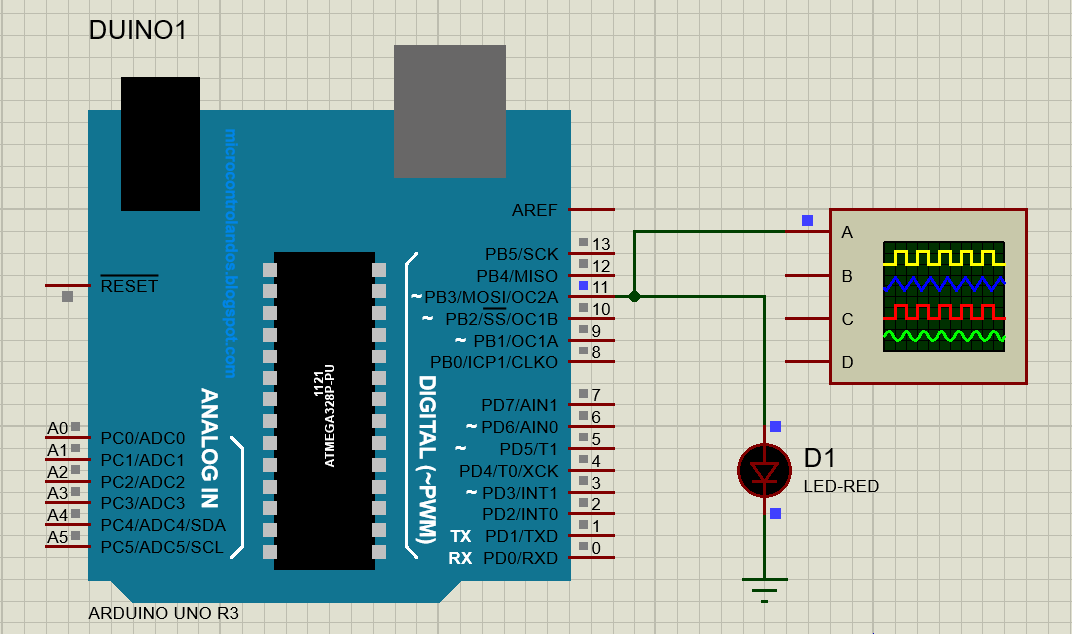 DUINO1
microcontrolandos.blogspot.com
AREF
RESET
13
PB5/SCK
12
PB4/MISO
11
~PB3/MOSI/OC2A
10
~ PB2/SS/OC1B
9
~ PB1/OC1A
8
PB0/ICP1/CLKO
7
PD7/AIN1
6
~ PD6/AIN0
5
~ PD5/T1
4
PD4/T0/XCK
3
~ PD3/INT1
2
PD2/INT0
1
TX PD1/TXD
0
RX PD0/RXD
DIGITAL (~PWM)
1121
ATMEGA328P-PU
ANALOG IN
A0
PC0/ADC0
A1
PC1/ADC1
A2
PC2/ADC2
A3
PC3/ADC3
A4
PC4/ADC4/SDA
A5
PC5/ADC5/SCL
ARDUINO UNO R3
A
B
C
D
D1
LED-RED